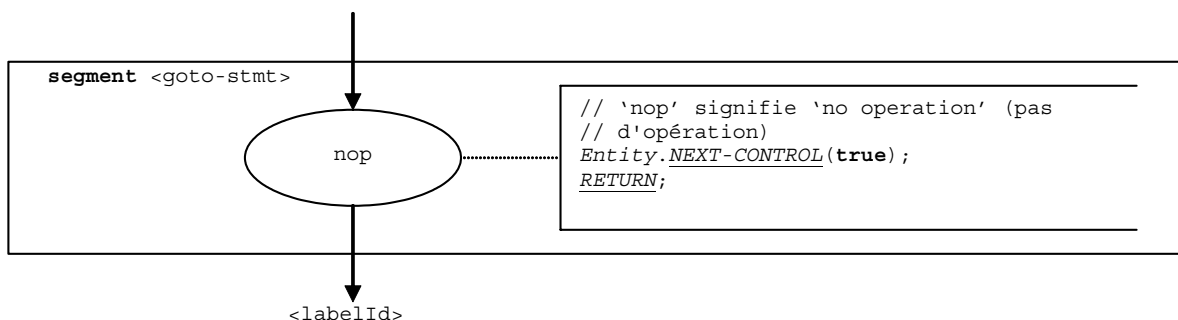 segment <goto-stmt>
nop
// ‘nop’ signifie ‘no operation’ (pas
// d'opération)
Entity.NEXT-CONTROL(true);
RETURN;
<labelId>